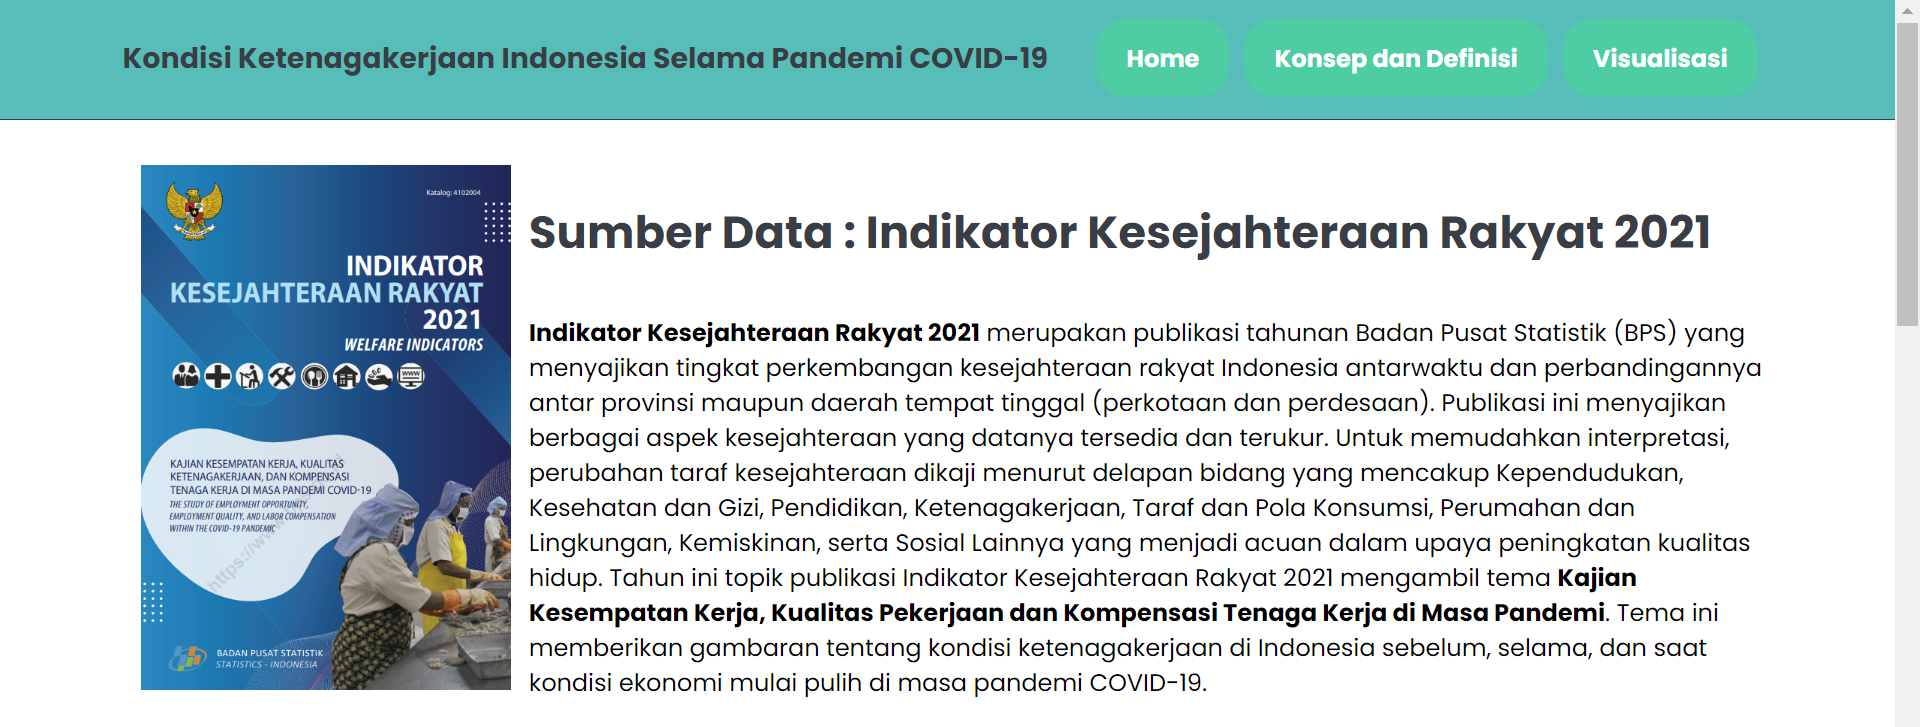 Kondisi Ketenagakerjaan Indonesia Selama Pandemi COVID-19
Home
Konsep dan Definisi
Visualisasi
Katalog: 4102004
INDIKATOR
KESEJAHTERAAN RAKYAT
2021
WELFARE INDICATORS
www
KAJIAN KESEMPATAN KERJA, KUALITAS
KETENAGAKERJAAN, DAN KOMPENSASI
TENAGA KERJA DI MASA PANDEMI COVID-19
THE STUDY OF EMPLOYMENT OPPORTUNITY,
EMPLOYMENT QUALITY, AND LABOR COMPENSATION
WITHIN THE COVID-19 PANDEMIC
BADAN PUSAT STATISTIK
STATISTICS - INDONESIA
Sumber Data : Indikator Kesejahteraan Rakyat 2021
Indikator Kesejahteraan Rakyat 2021 merupakan publikasi tahunan Badan Pusat Statistik (BPS) yang
menyajikan tingkat perkembangan kesejahteraan rakyat Indonesia antarwaktu dan perbandingannya
antar provinsi maupun daerah tempat tinggal (perkotaan dan perdesaan). Publikasi ini menyajikan
berbagai aspek kesejahteraan yang datanya tersedia dan terukur. Untuk memudahkan interpretasi,
perubahan taraf kesejahteraan dikaji menurut delapan bidang yang mencakup Kependudukan,
Kesehatan dan Gizi, Pendidikan, Ketenagakerjaan, Taraf dan Pola Konsumsi, Perumahan dan
Lingkungan, Kemiskinan, serta Sosial Lainnya yang menjadi acuan dalam upaya peningkatan kualitas
hidup. Tahun ini topik publikasi Indikator Kesejahteraan Rakyat 2021 mengambil tema Kajian
Kesempatan Kerja, Kualitas Pekerjaan dan Kompensasi Tenaga Kerja di Masa Pandemi. Tema ini
memberikan gambaran tentang kondisi ketenagakerjaan di Indonesia sebelum, selama, dan saat
kondisi ekonomi mulai pulih di masa pandemi COVID-19.